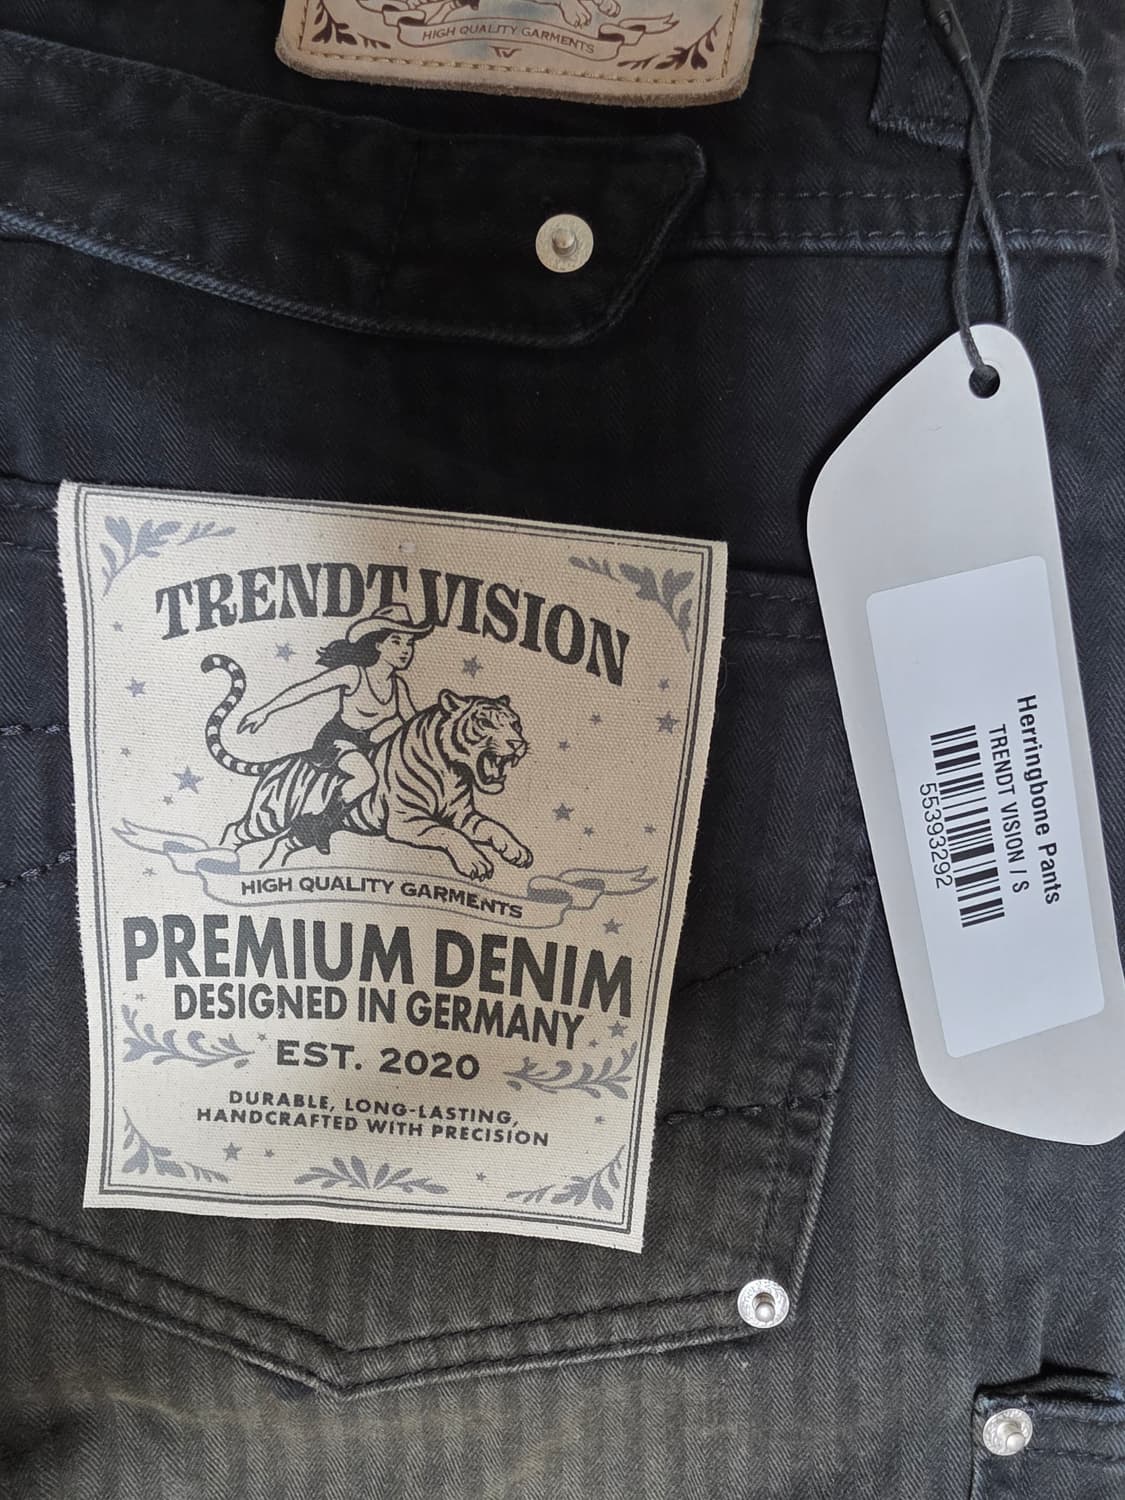 HIGH QUALITY GARMENTS
TV
TRENDT VISION
HIGH QUALITY GARMENTS
PREMIUM DENIM
DESIGNED IN GERMANY
EST. 2020
DURABLE, LONG-LASTING,
HANDCRAFTED WITH PRECISION
Herringbone Pants
TRENDT VISION / S
55393292